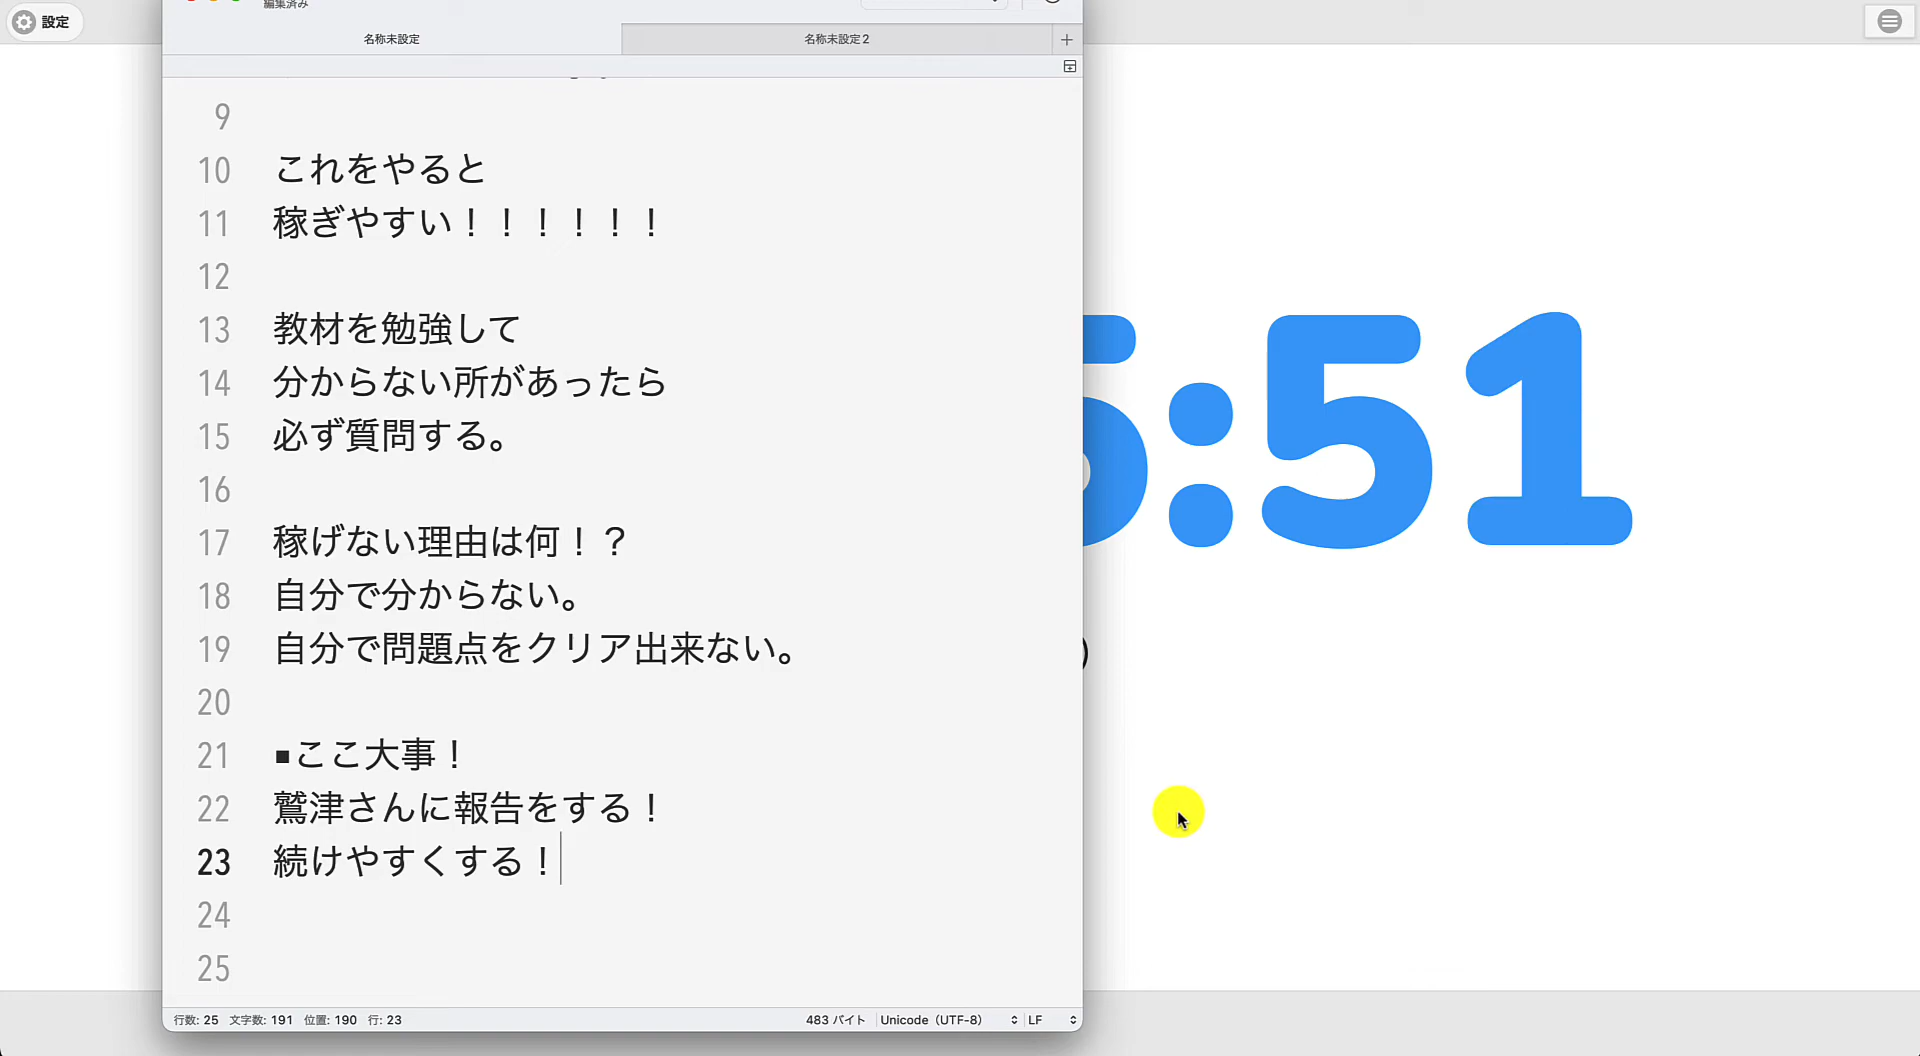 設定
編集済み
名称未設定
名称未設定2
9
10 これをやると
11 稼ぎやすい！！！！！！
12
13 教材を勉強して
14 分からない所があったら
15 必ず質問する。
16
17 稼げない理由は何！？
18 自分で分からない。
19 自分で問題点をクリア出来ない。
20
21 ■ここ大事！
22 鷲津さんに報告をする！
23 続けやすくする！
24
25
5:51
)
行数: 25 文字数: 191 位置: 190 行: 23
483 バイト Unicode（UTF-8） LF